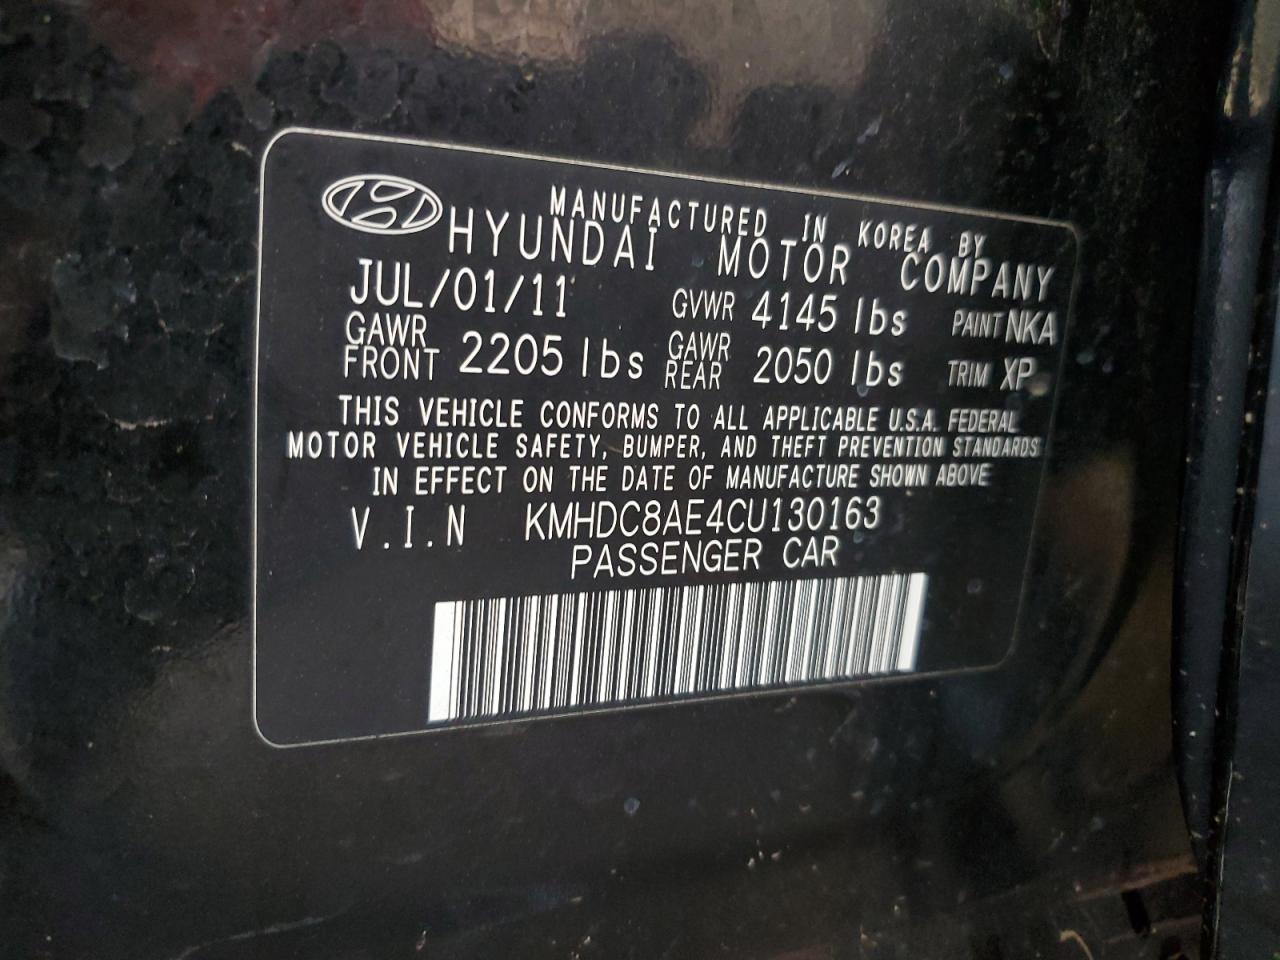 MANUFACTURED IN KOREA BY
HYUNDAI MOTOR COMPANY
JUL/01/11 GVWR 4145 lbs PAINT NKA
GAWR FRONT 2205 lbs GAWR REAR 2050 lbs TRIM XP
THIS VEHICLE CONFORMS TO ALL APPLICABLE U.S.A. FEDERAL
MOTOR VEHICLE SAFETY, BUMPER, AND THEFT PREVENTION STANDARDS
IN EFFECT ON THE DATE OF MANUFACTURE SHOWN ABOVE
V.I.N KMHDC8AE4CU130163
PASSENGER CAR